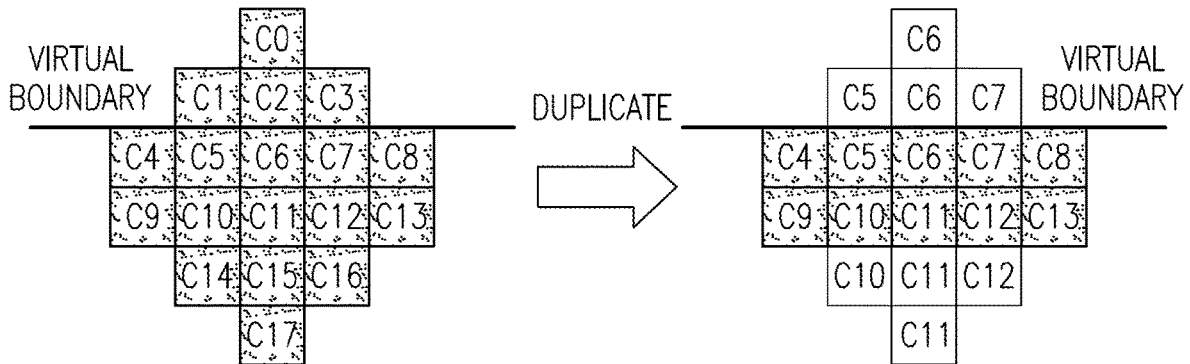 C0
VIRTUAL
BOUNDARY
C1 C2 C3
C4 C5 C6 C7 C8
C9 C10 C11 C12 C13
C14 C15 C16
C17
DUPLICATE
C6
VIRTUAL
BOUNDARY
C5 C6 C7
C4 C5 C6 C7 C8
C9 C10 C11 C12 C13
C10 C11 C12
C11